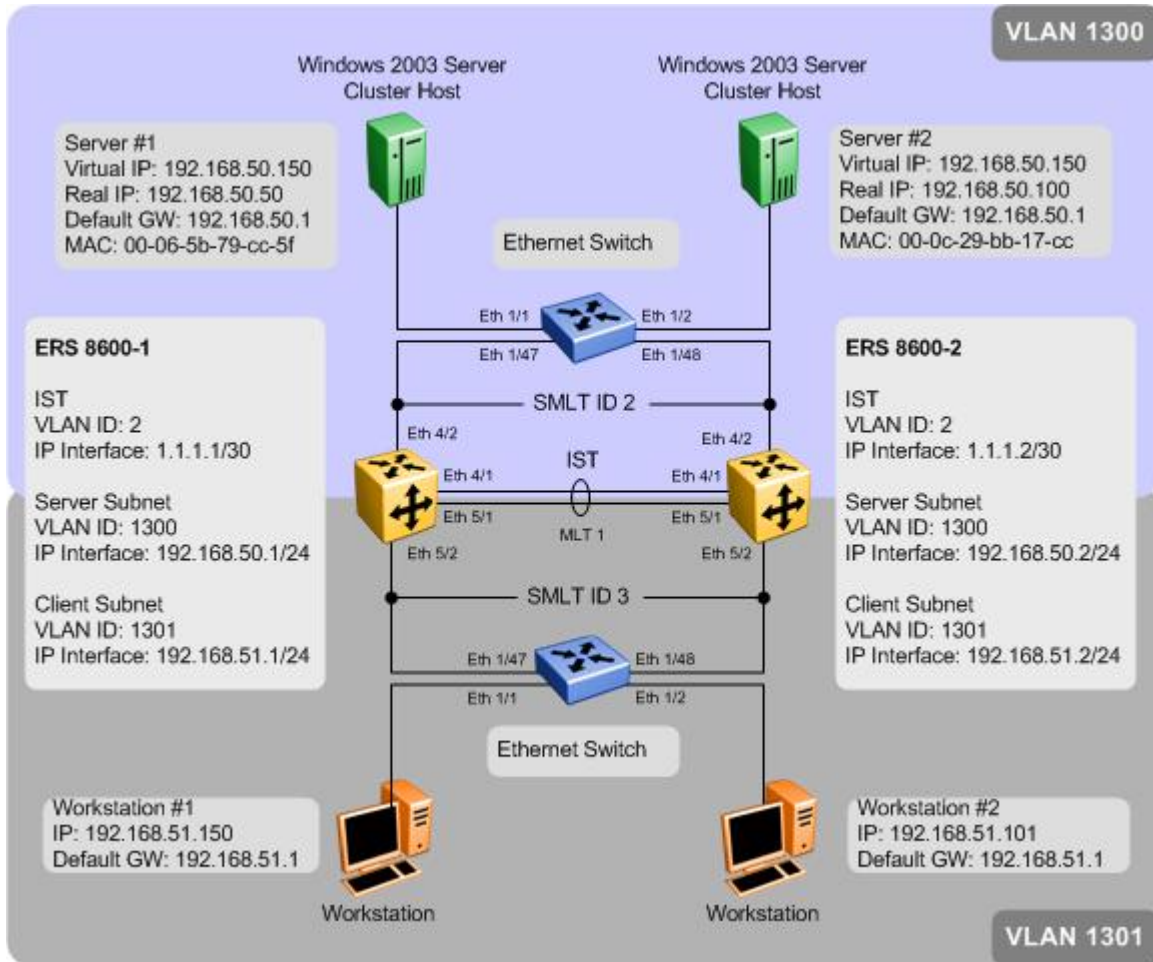 VLAN 1300
Windows 2003 Server
Cluster Host
Windows 2003 Server
Cluster Host
Server #1
Virtual IP: 192.168.50.150
Real IP: 192.168.50.50
Default GW: 192.168.50.1
MAC: 00-06-5b-79-cc-5f
Server #2
Virtual IP: 192.168.50.150
Real IP: 192.168.50.100
Default GW: 192.168.50.1
MAC: 00-0c-29-bb-17-cc
Ethernet Switch
Eth 1/1
Eth 1/2
Eth 1/47
Eth 1/48
ERS 8600-1
IST
VLAN ID: 2
IP Interface: 1.1.1.1/30
Server Subnet
VLAN ID: 1300
IP Interface: 192.168.50.1/24
Client Subnet
VLAN ID: 1301
IP Interface: 192.168.51.1/24
SMLT ID 2
Eth 4/2
Eth 4/2
IST
Eth 4/1
Eth 4/1
Eth 5/1
Eth 5/1
MLT 1
Eth 5/2
Eth 5/2
SMLT ID 3
ERS 8600-2
IST
VLAN ID: 2
IP Interface: 1.1.1.2/30
Server Subnet
VLAN ID: 1300
IP Interface: 192.168.50.2/24
Client Subnet
VLAN ID: 1301
IP Interface: 192.168.51.2/24
Eth 1/47
Eth 1/48
Eth 1/1
Eth 1/2
Ethernet Switch
Workstation #1
IP: 192.168.51.150
Default GW: 192.168.51.1
Workstation #2
IP: 192.168.51.101
Default GW: 192.168.51.1
Workstation
Workstation
VLAN 1301